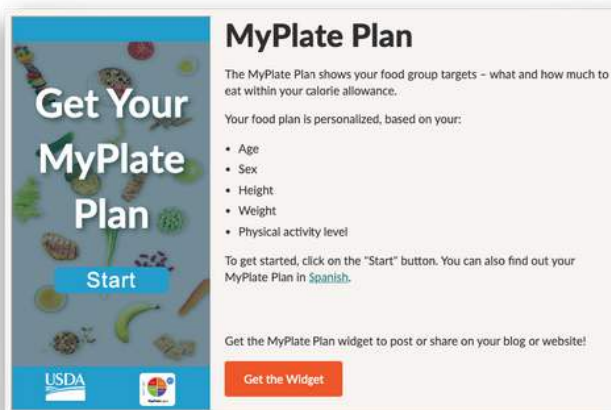 Get Your
MyPlate
Plan
Start
USDA
MyPlate Plan
The MyPlate Plan shows your food group targets – what and how much to
eat within your calorie allowance.
Your food plan is personalized, based on your:
• Age
• Sex
• Height
• Weight
• Physical activity level
To get started, click on the "Start" button. You can also find out your
MyPlate Plan in Spanish.
Get the MyPlate Plan widget to post or share on your blog or website!
Get the Widget